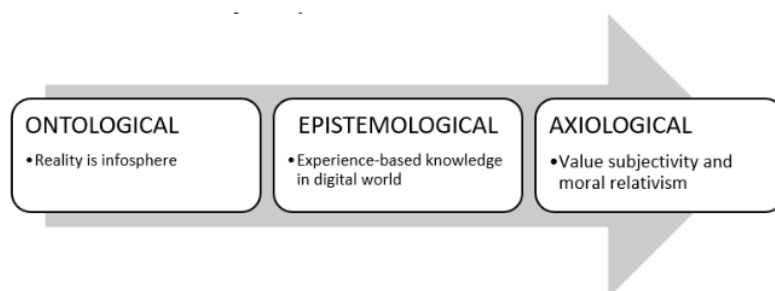 ONTOLOGICAL
•Reality is infosphere
EPISTEMOLOGICAL
•Experience-based knowledge
in digital world
AXIOLOGICAL
•Value subjectivity and
moral relativism